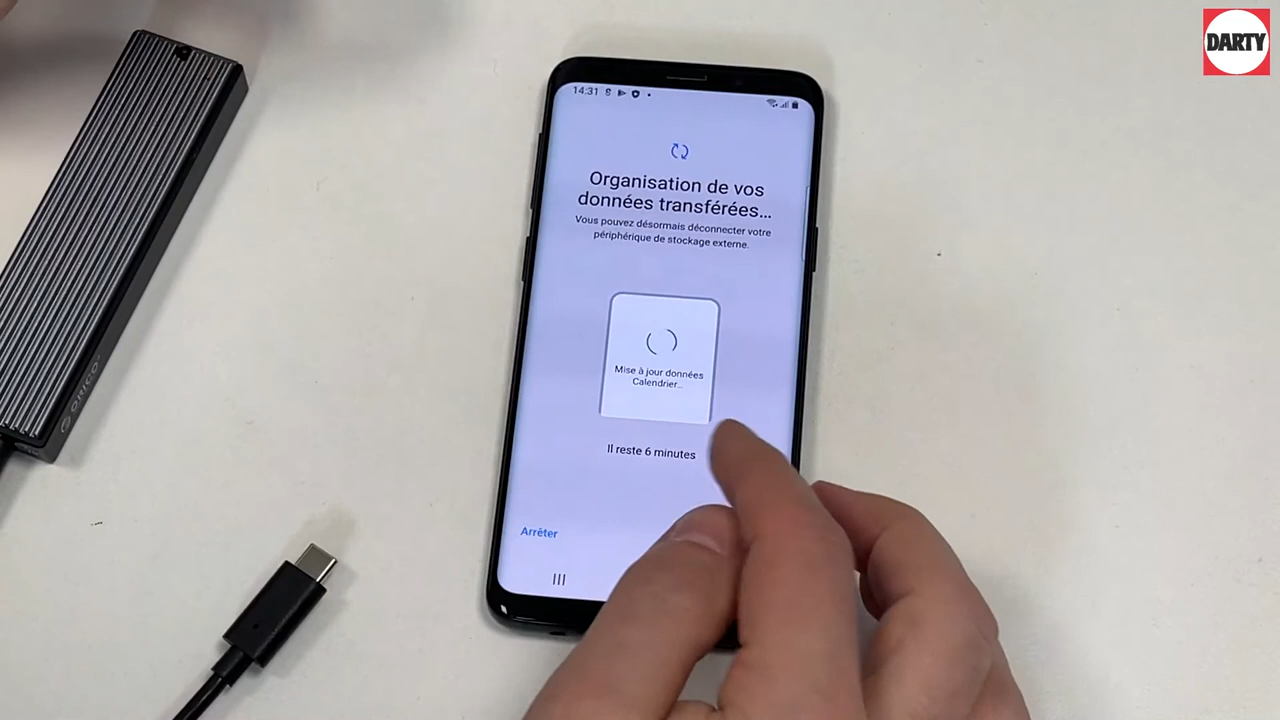 DARTY
14:31
Organisation de vos
données transférées...
Vous pouvez désormais déconnecter votre
périphérique de stockage externe.
Mise à jour données
Calendrier...
Il reste 6 minutes
Arrêter
ORICO